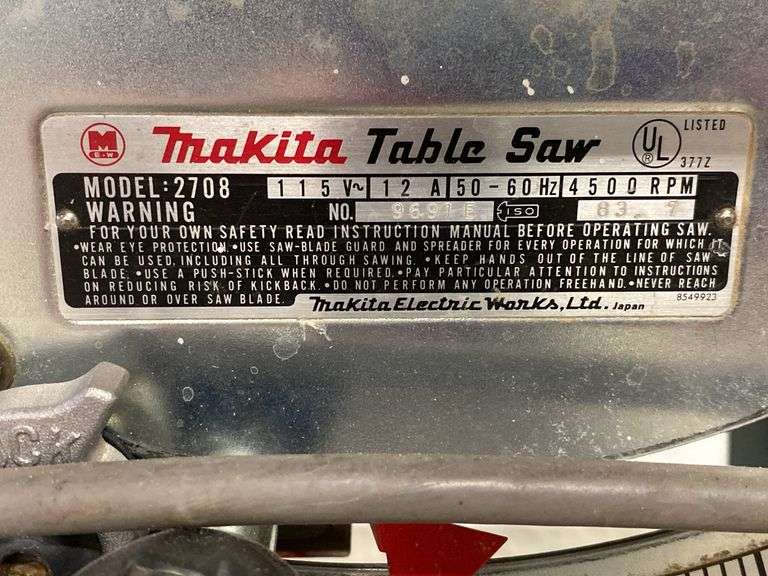 M
E & W
Makita Table Saw
UL
®
LISTED
377Z
MODEL:2708 115V~ 12A 50-60Hz 4500RPM
WARNING NO. ISO
FOR YOUR OWN SAFETY READ INSTRUCTION MANUAL BEFORE OPERATING SAW.
•WEAR EYE PROTECTION.•USE SAW-BLADE GUARD AND SPREADER FOR EVERY OPERATION FOR WHICH IT
CAN BE USED, INCLUDING ALL THROUGH SAWING. •KEEP HANDS OUT OF THE LINE OF SAW
BLADE. •USE A PUSH-STICK WHEN REQUIRED.•PAY PARTICULAR ATTENTION TO INSTRUCTIONS
ON REDUCING RISK OF KICKBACK.•DO NOT PERFORM ANY OPERATION FREEHAND.•NEVER REACH
AROUND OR OVER SAW BLADE. Makita Electric Works, Ltd. Japan 8549923